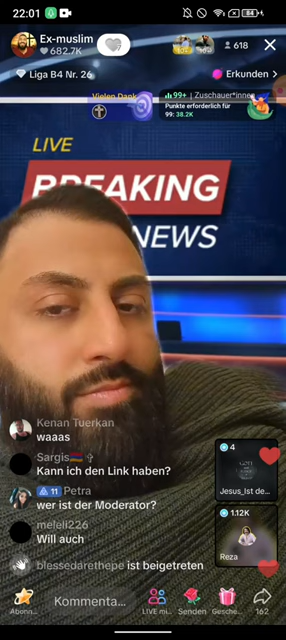 22:01
84
Ex-muslim
682.7K
618
Liga B4 Nr. 26
Erkunden >
Vielen Dank
99+ | Zuschauer*innen
Punkte erforderlich für
99: 38.2K
LIVE
BREAKING
NEWS
Kenan Tuerkan
waaas
Sargis🇦🇲✞
Kann ich den Link haben?
11 Petra
wer ist der Moderator?
meleli226
Will auch
blessedarethepe ist beigetreten
4
Jesus_Ist de...
1.12K
Reza
Abonn...
Kommenta...
LIVE mi...
Senden
Gesche...
162